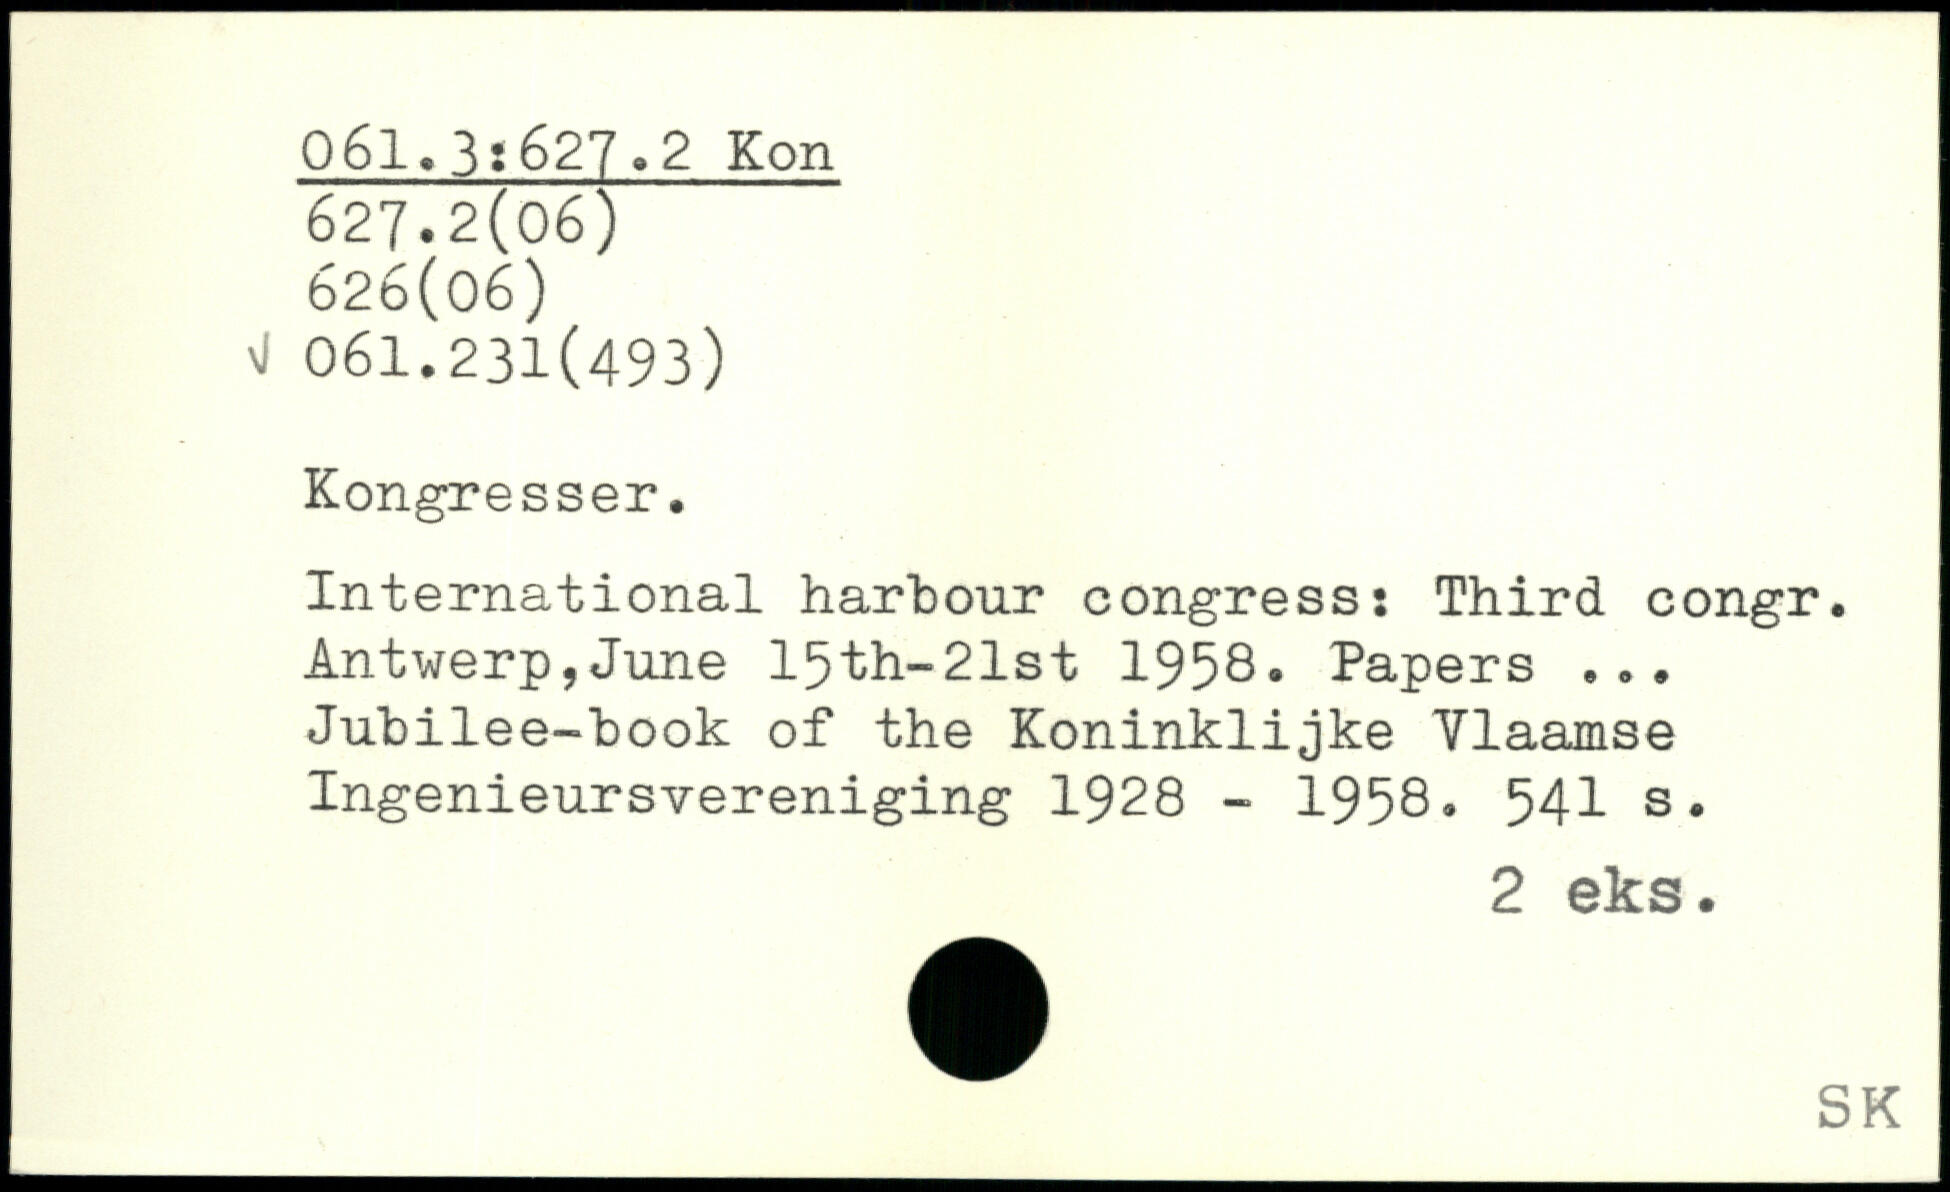 061.3:627.2 Kon
627.2(06)
626(06)
√ 061.231(493)
Kongresser.
International harbour congress: Third congr.
Antwerp,June 15th-21st 1958. Papers ...
Jubilee-book of the Koninklijke Vlaamse
Ingenieursvereniging 1928 - 1958. 541 s.
2 eks.
SK